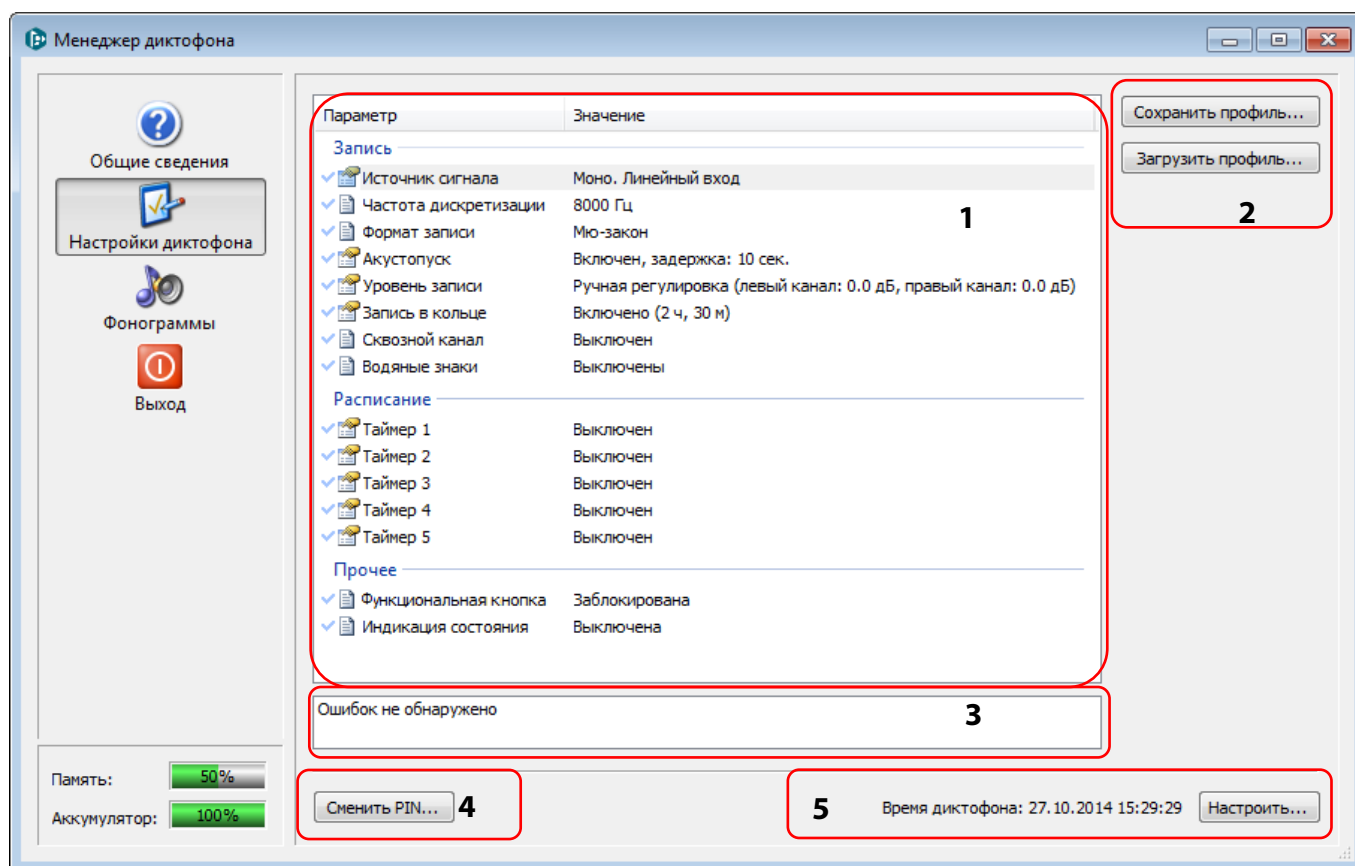 Менеджер диктофона
Общие сведения
Настройки диктофона
Фонограммы
Выход
Память: 50%
Аккумулятор: 100%
Параметр Значение
Запись
Источник сигнала Моно. Линейный вход
Частота дискретизации 8000 Гц
Формат записи Мю-закон
Акустопуск Включен, задержка: 10 сек.
Уровень записи Ручная регулировка (левый канал: 0.0 дБ, правый канал: 0.0 дБ)
Запись в кольце Включено (2 ч, 30 м)
Сквозной канал Выключен
Водяные знаки Выключены
Расписание
Таймер 1 Выключен
Таймер 2 Выключен
Таймер 3 Выключен
Таймер 4 Выключен
Таймер 5 Выключен
Прочее
Функциональная кнопка Заблокирована
Индикация состояния Выключена
1
Сохранить профиль...
Загрузить профиль...
2
Ошибок не обнаружено
3
Сменить PIN... 4
5 Время диктофона: 27.10.2014 15:29:29 Настроить...